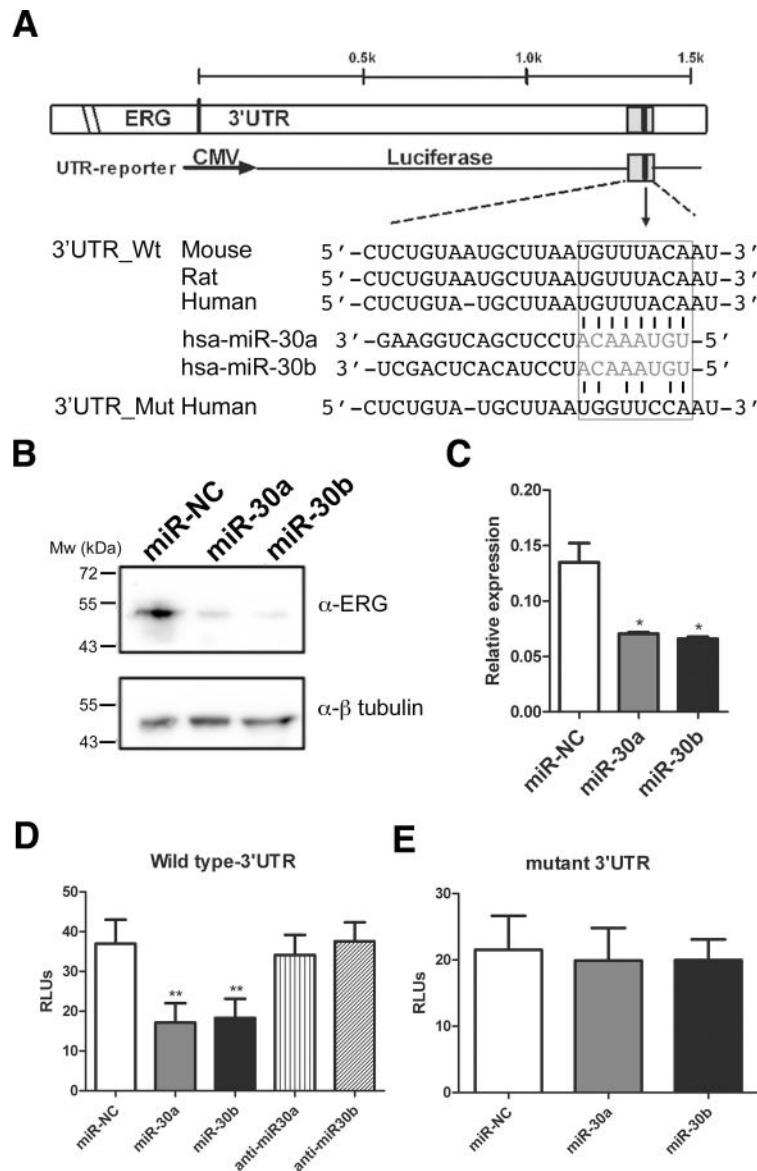 A
0.5k 1.0k 1.5k
ERG 3'UTR
UTR-reporter CMV Luciferase
3'UTR_Wt Mouse 5′-CUCUGUAAUGCUUAAUGUUUACAAU-3′
Rat 5′-CUCUGUAAUGCUUAAUGUUUACAAU-3′
Human 5′-CUCUGUA-UGCUUAAUGUUUACAAU-3′
hsa-miR-30a 3′-GAAGGUCAGCUCCUACAAAUGU-5′
hsa-miR-30b 3′-UCGACUCACAUCCUACAAAUGU-5′
3'UTR_Mut Human 5′-CUCUGUA-UGCUUAAUGGUUCCAAU-3′
B
miR-NC miR-30a miR-30b
Mw (kDa)
72
55
43
α-ERG
55
43
α-β tubulin
C
Relative expression
0.20
0.15
0.10
0.05
0.00
* *
miR-NC miR-30a miR-30b
D
Wild type-3'UTR
RLUs
50
40
30
20
10
0
** **
miR-NC miR-30a miR-30b anti-miR30a anti-miR30b
E
mutant 3'UTR
RLUs
30
20
10
0
miR-NC miR-30a miR-30b